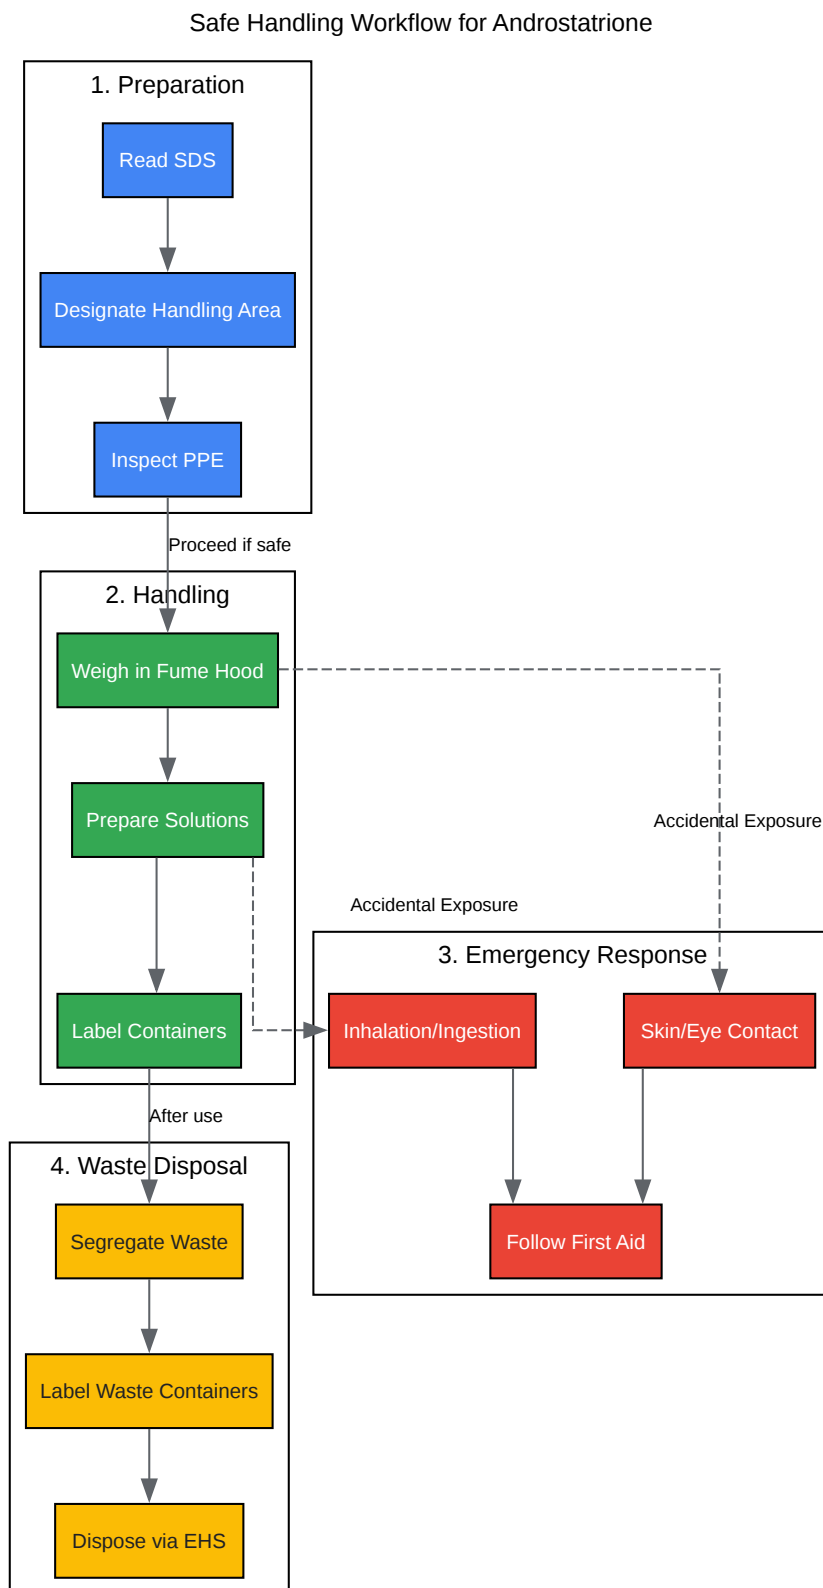 Safe Handling Workflow for Androstatrione
1. Preparation
Read SDS
Designate Handling Area
Inspect PPE
Proceed if safe
2. Handling
Weigh in Fume Hood
Prepare Solutions
Accidental Exposure
Accidental Exposure
3. Emergency Response
Label Containers
Inhalation/Ingestion
Skin/Eye Contact
After use
4. Waste Disposal
Segregate Waste
Follow First Aid
Label Waste Containers
Dispose via EHS